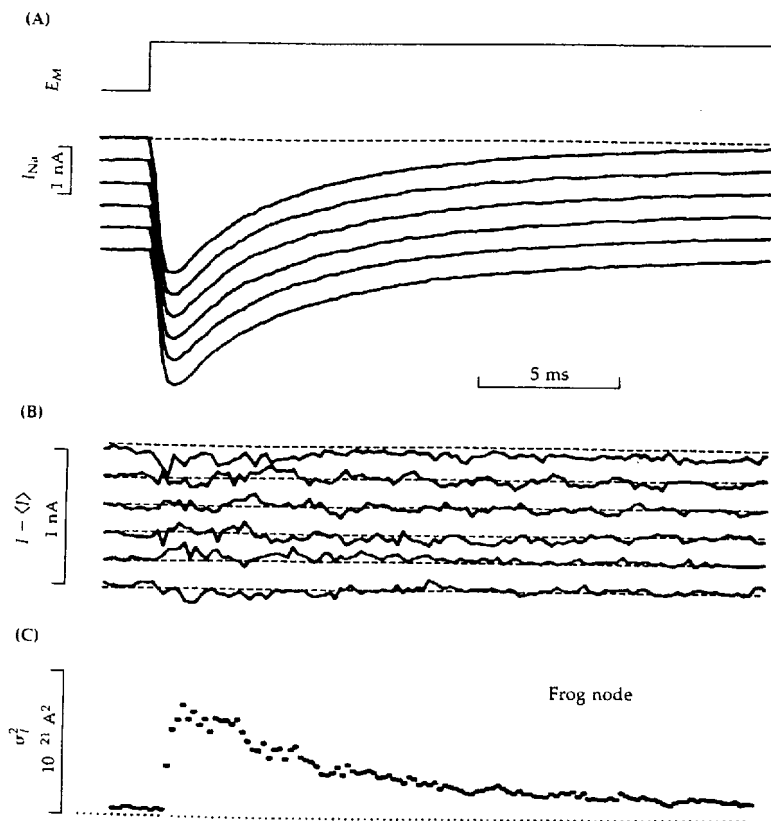 (A)
E_M
I_Na
1 nA
5 ms
(B)
I − ⟨I⟩
1 nA
(C)
Frog node
σ_I^2
10^21 A^2